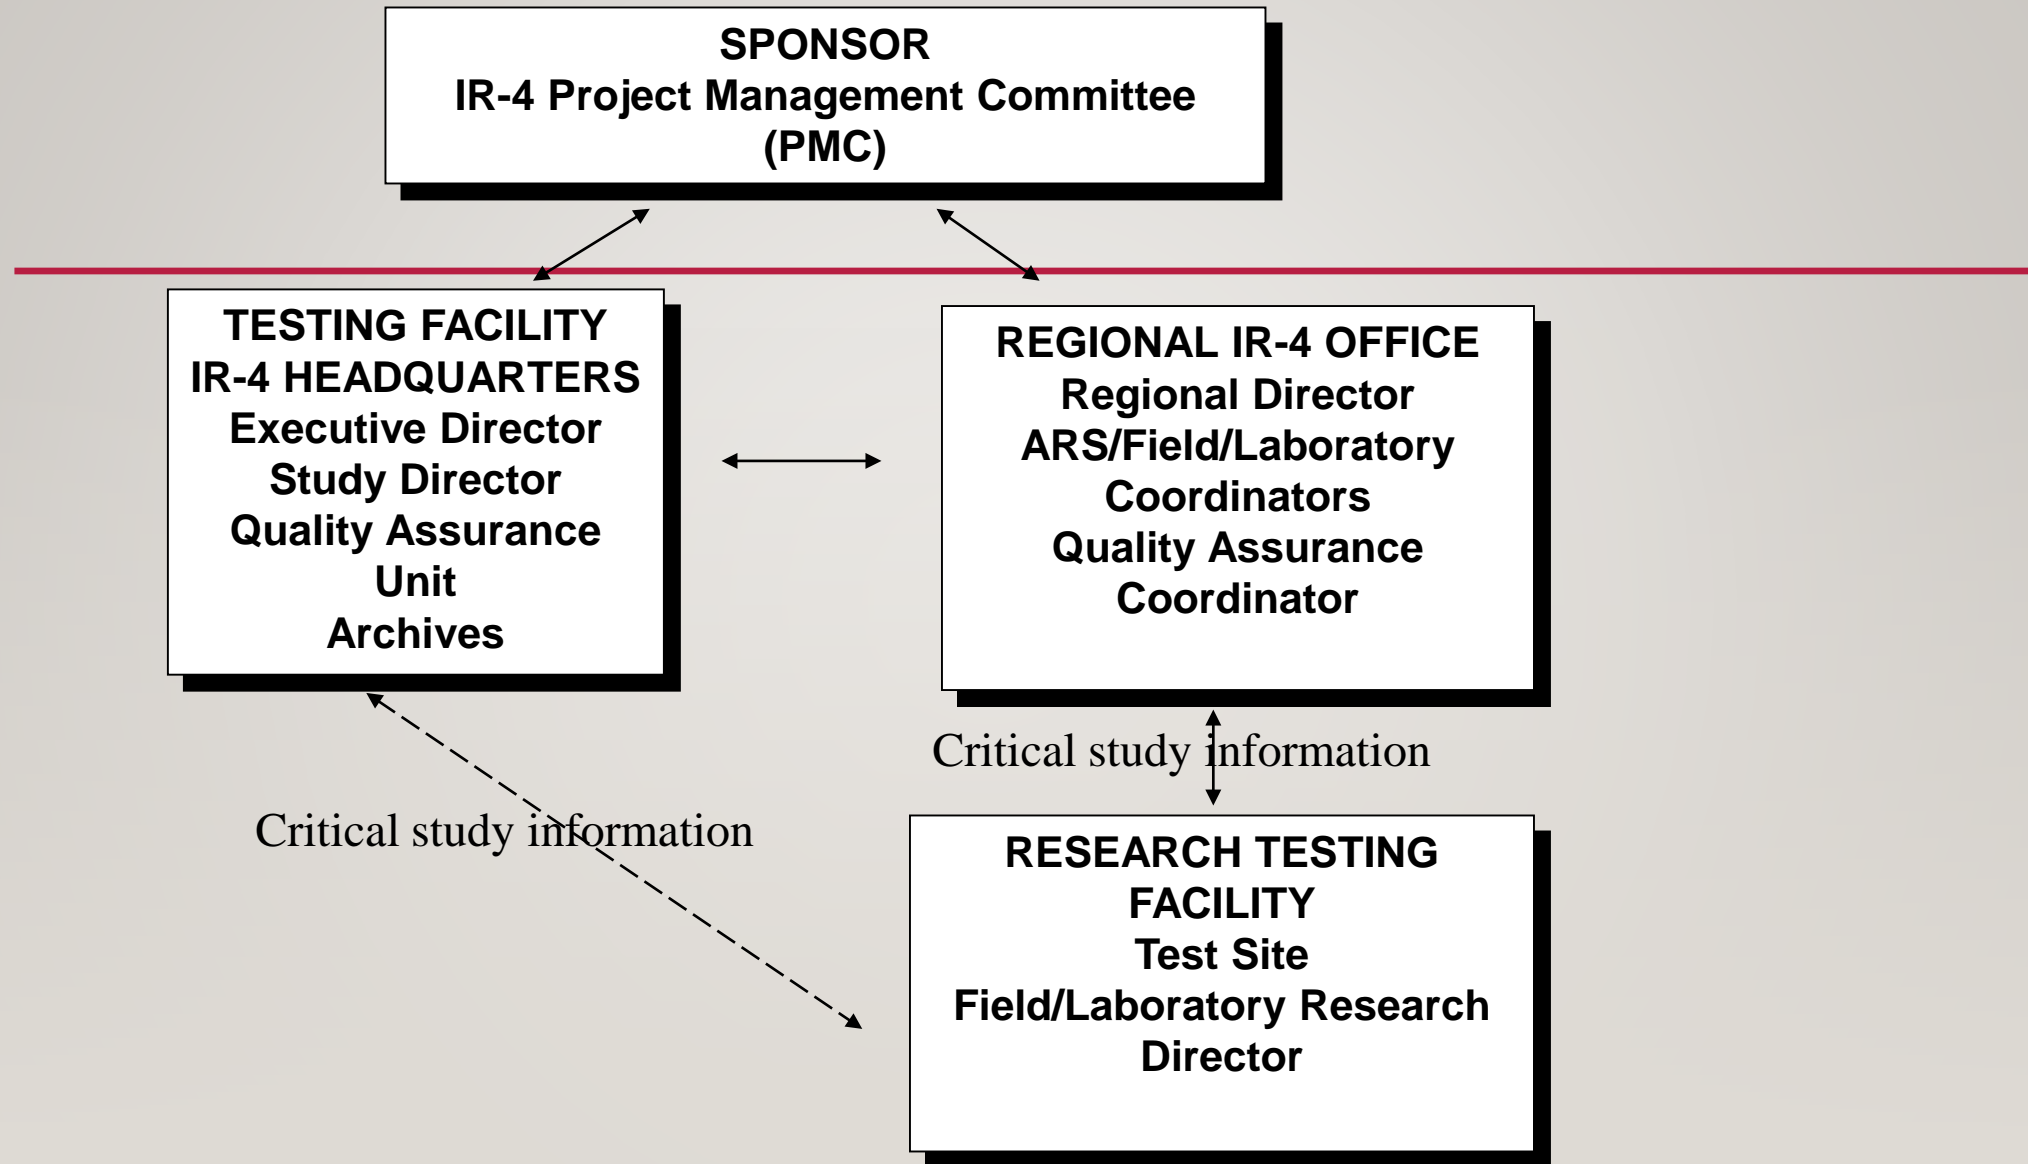 SPONSOR
IR-4 Project Management Committee
(PMC)
TESTING FACILITY
IR-4 HEADQUARTERS
Executive Director
Study Director
Quality Assurance
Unit
Archives
REGIONAL IR-4 OFFICE
Regional Director
ARS/Field/Laboratory
Coordinators
Quality Assurance
Coordinator
Critical study information
Critical study information
RESEARCH TESTING
FACILITY
Test Site
Field/Laboratory Research
Director